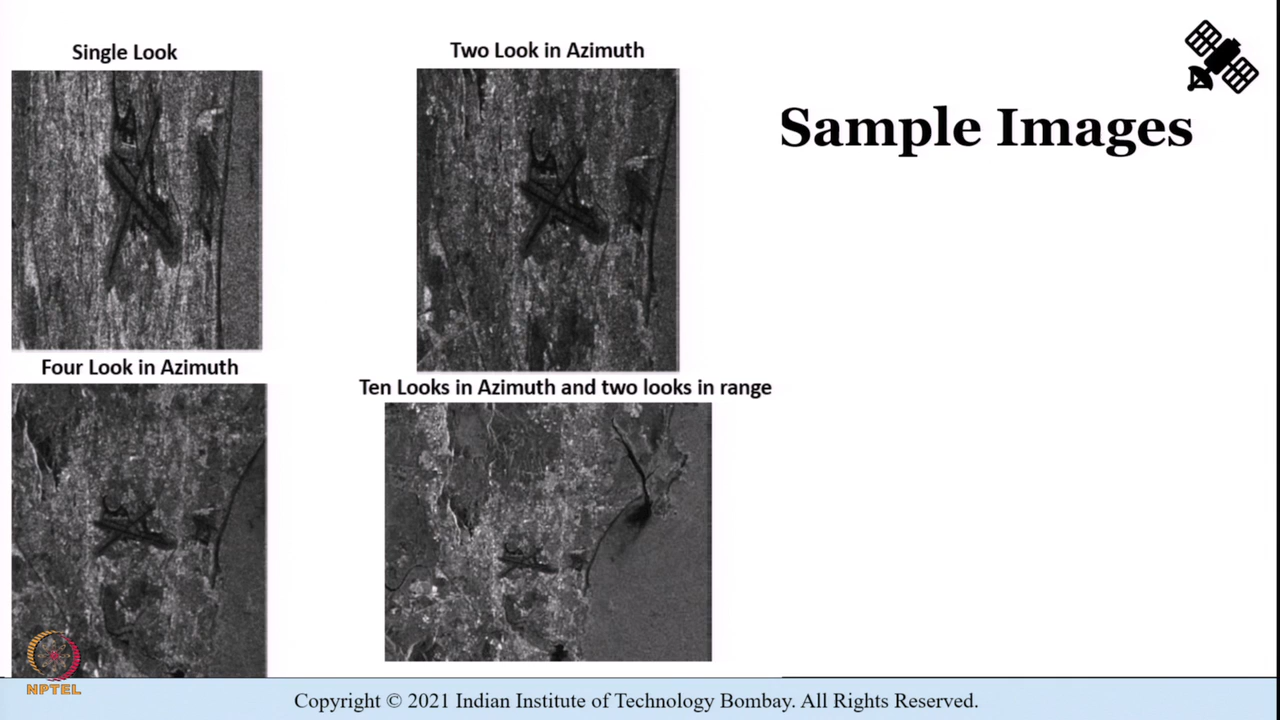 Single Look
Two Look in Azimuth
Sample Images
Four Look in Azimuth
Ten Looks in Azimuth and two looks in range
NPTEL
Copyright © 2021 Indian Institute of Technology Bombay. All Rights Reserved.